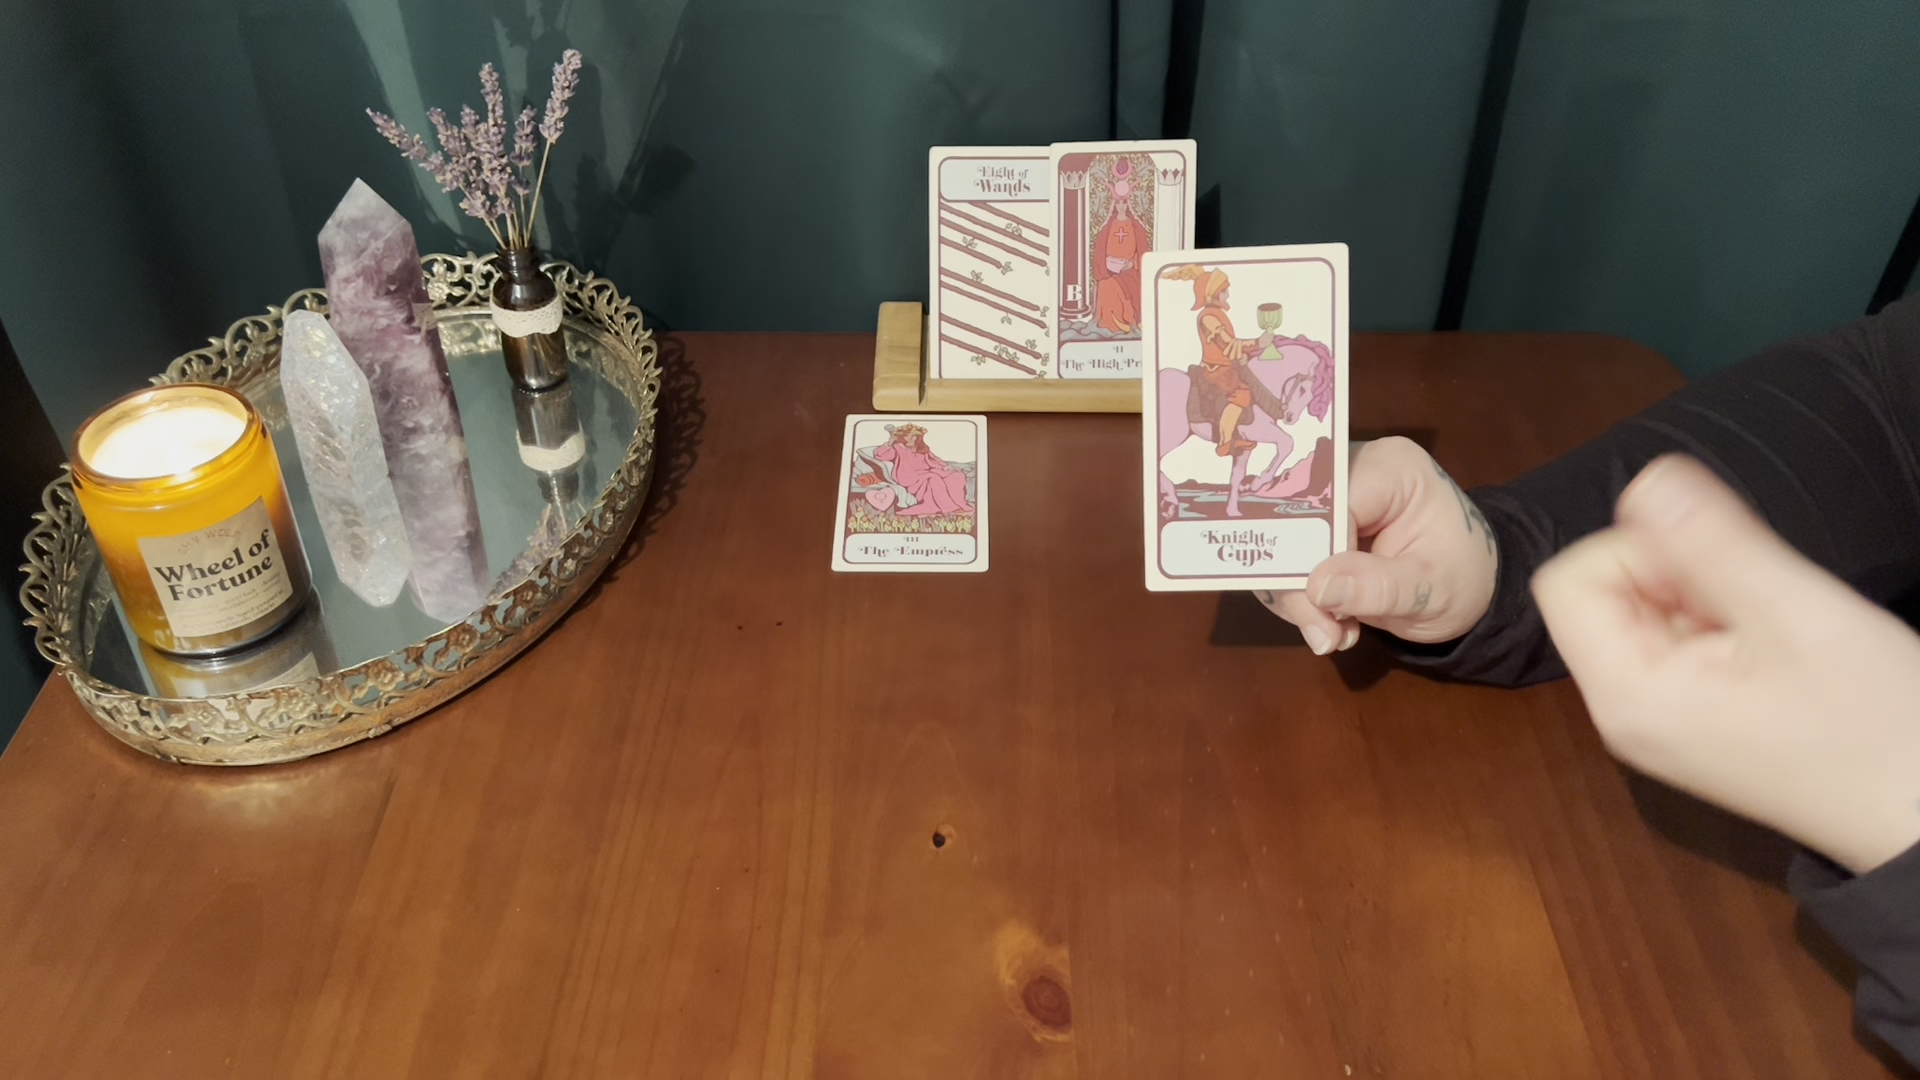 Eight of
Wands
B
II
The High Pr
III
The Empress
Knight of
Cups
Wheel of
Fortune